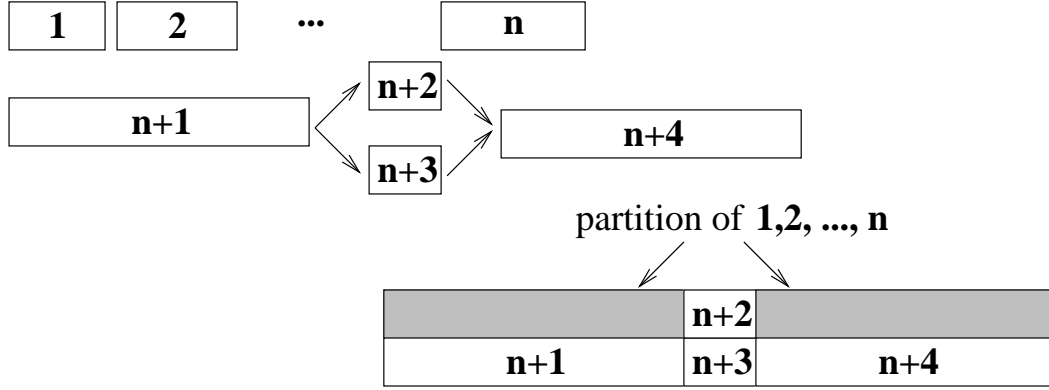 1 2 ... n
n+2
n+1 n+4
n+3
partition of 1,2, ..., n
n+2
n+1 n+3 n+4